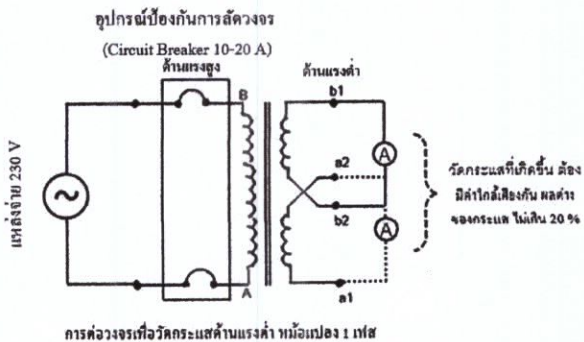 อุปกรณ์ป้องกันการลัดวงจร
(Circuit Breaker 10-20 A)
ด้านแรงสูง
ด้านแรงต่ำ
B
b1
A
a2
b2
A
A
a1
แหล่งจ่าย 230 V
วัดกระแสที่เกิดขึ้น ต้อง
มีค่าใกล้เคียงกัน ผลต่าง
ของกระแส ไม่เกิน 20 %
การต่อวงจรเพื่อวัดกระแสด้านแรงต่ำ หม้อแปลง 1 เฟส